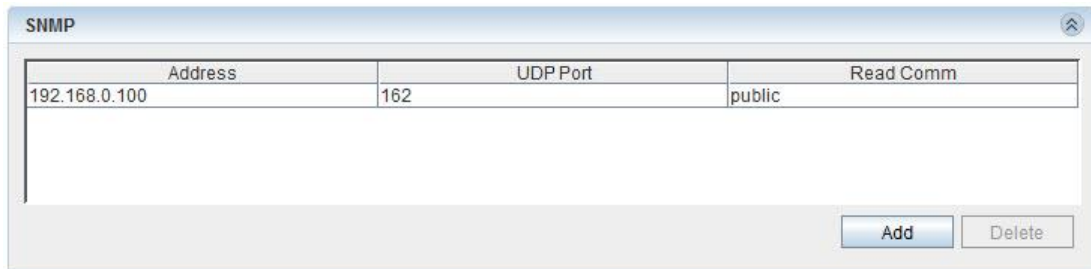 SNMP
Address UDP Port Read Comm
192.168.0.100 162 public
Add Delete